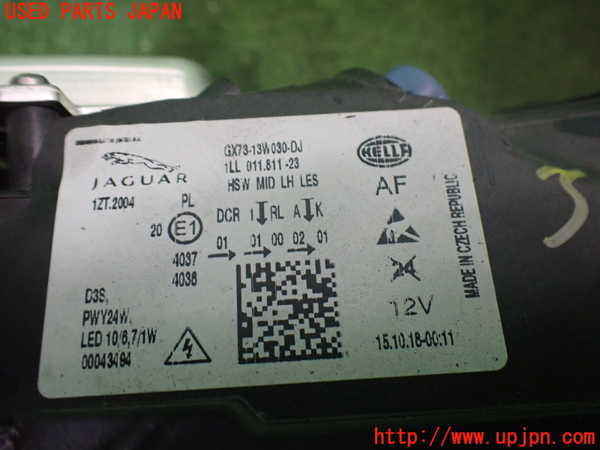 USED PARTS JAPAN
GX73-13W030-DJ
1LL 011.811-23
HSW MID LH LES
JAGUAR
HELLA
AF
1ZT.2004
PL
20
E1
DCR
RL A K
01 01 00 02 01
4037
4038
D3S,
PWY24W,
LED 10/6,7/1W
00043494
12V
15.10.16-00:11
MADE IN CZECH REPUBLIC
http://www.upjpn.com